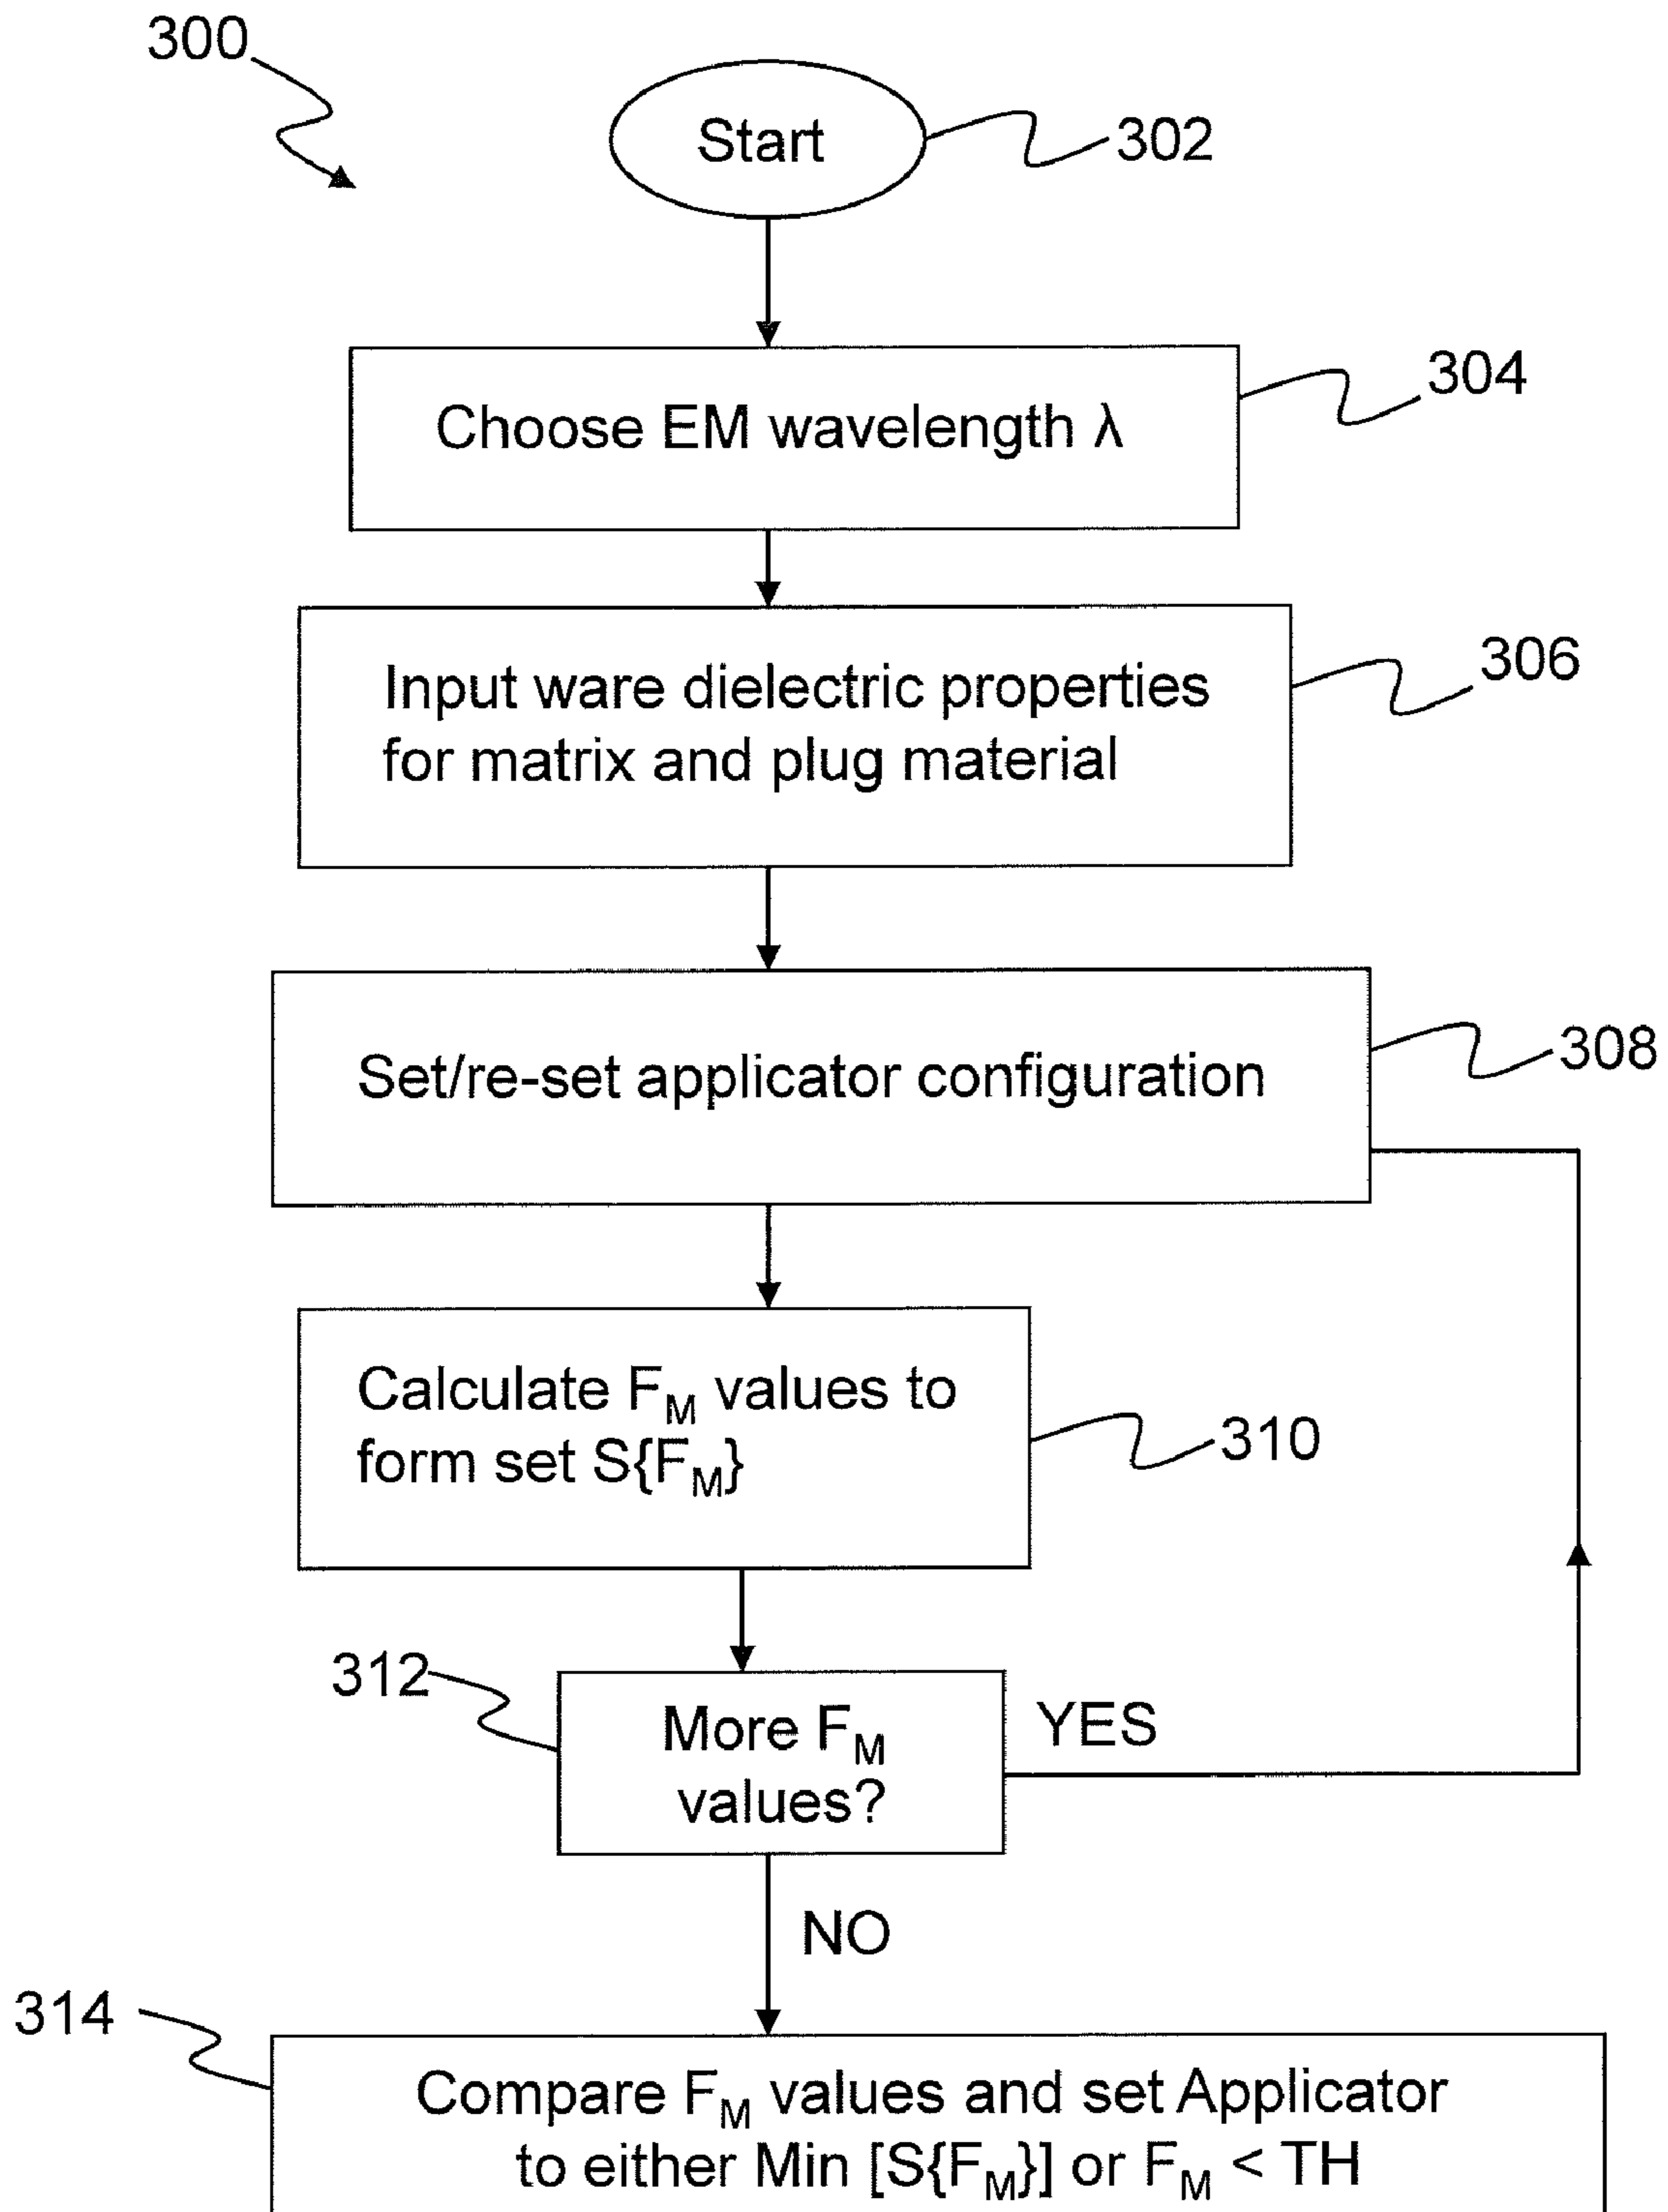 300
Start
302
Choose EM wavelength λ
304
Input ware dielectric properties
for matrix and plug material
306
Set/re-set applicator configuration
308
Calculate F_M values to
form set S{F_M}
310
312
More F_M
values?
YES
NO
314
Compare F_M values and set Applicator
to either Min [S{F_M}] or F_M < TH